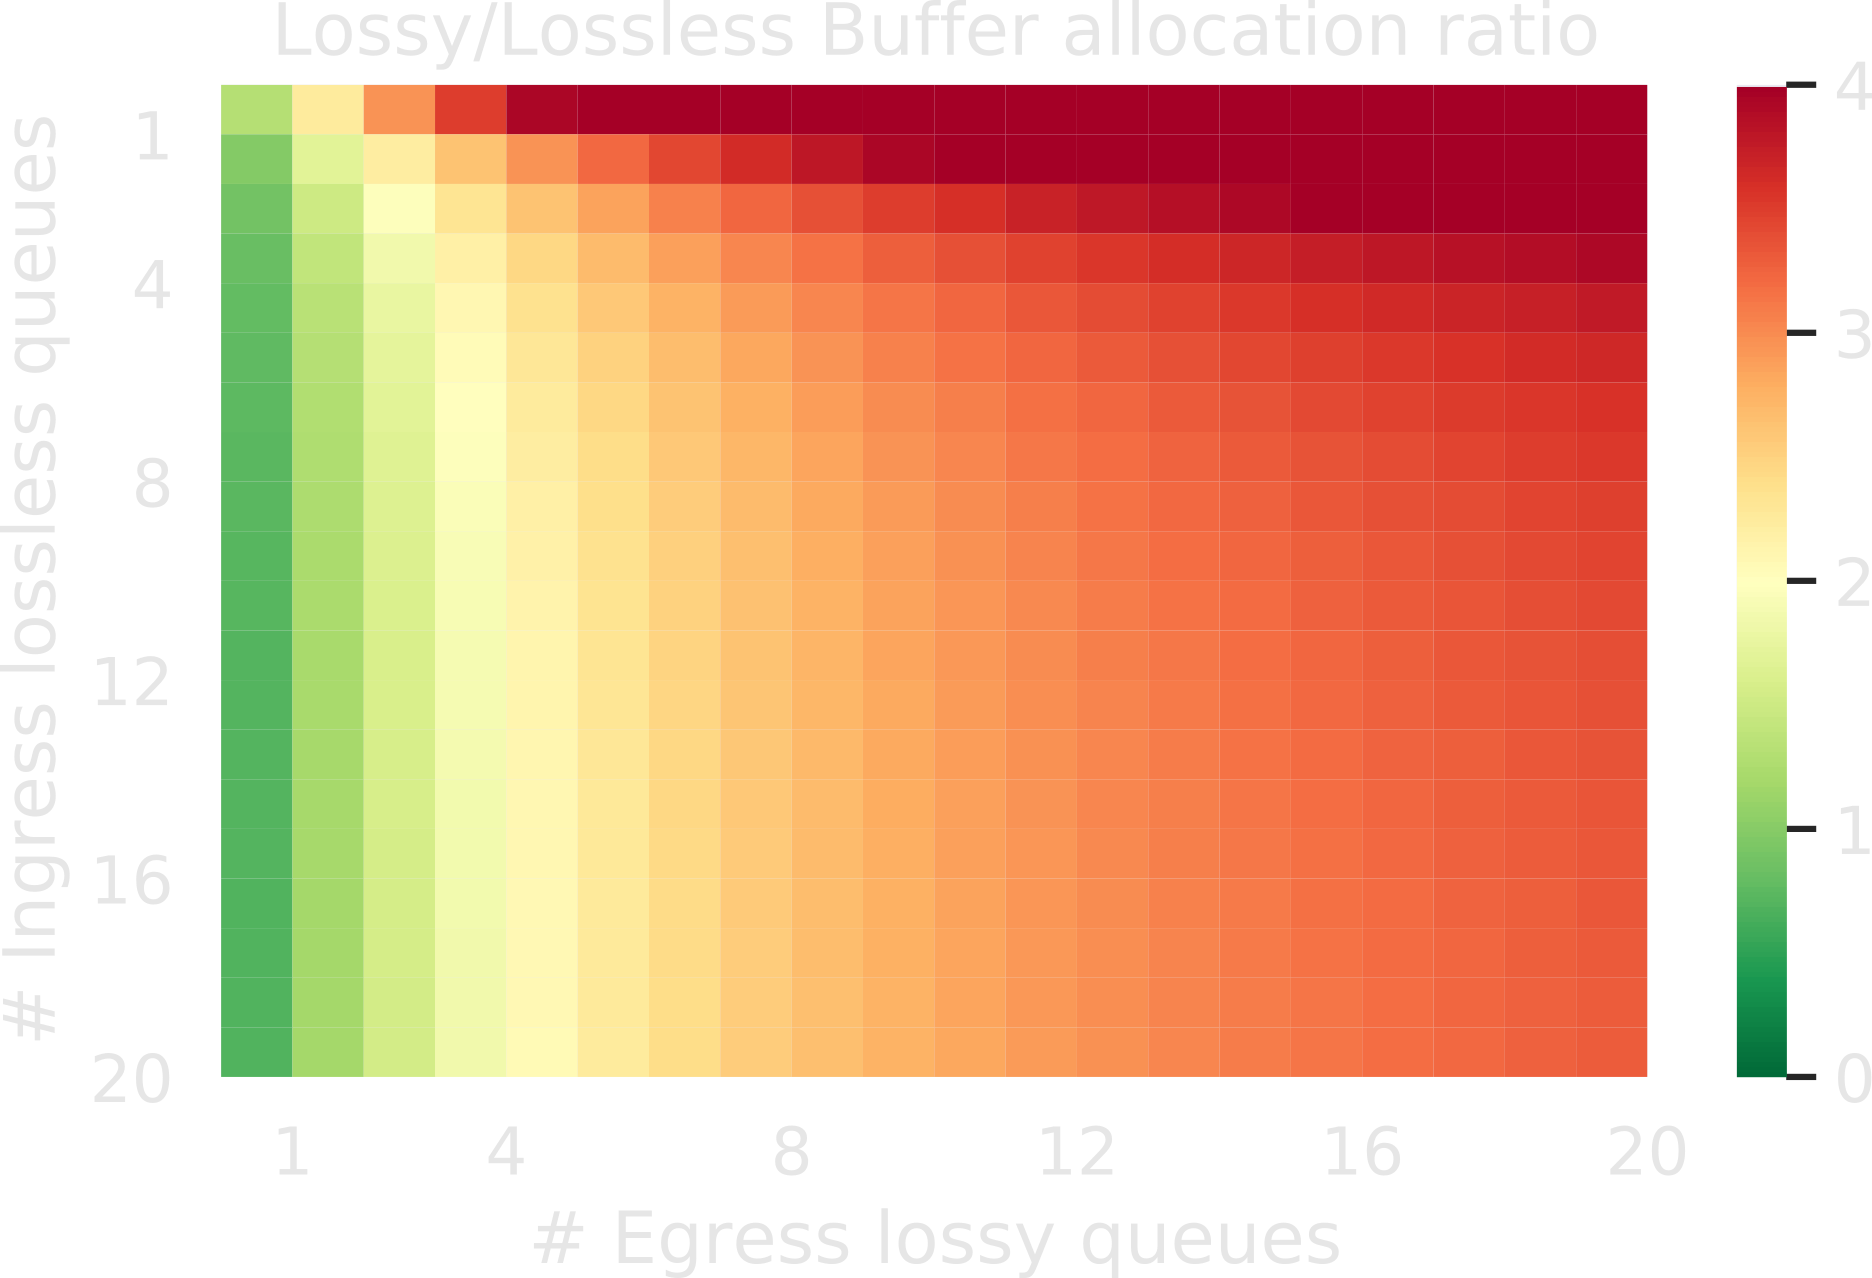 Lossy/Lossless Buffer allocation ratio
# Ingress lossless queues
1
4
8
12
16
20
1 4 8 12 16 20
# Egress lossy queues
4
3
2
1
0